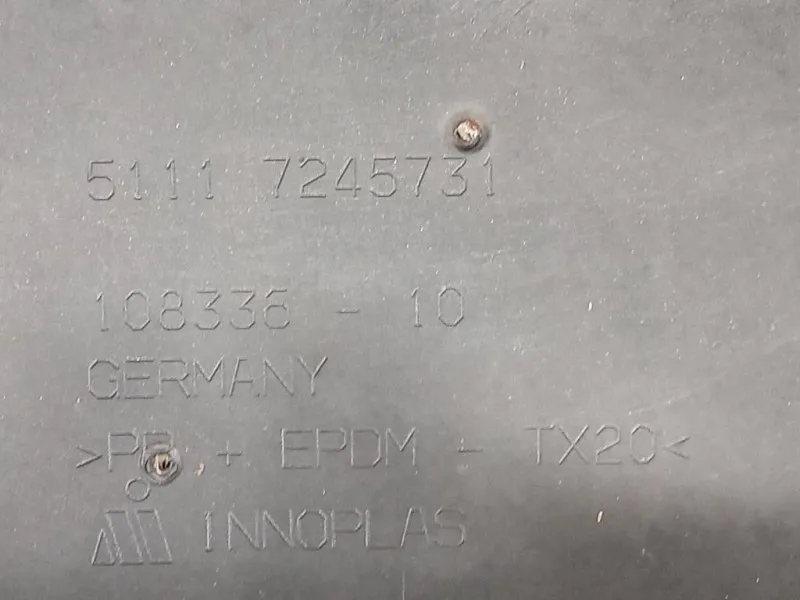 5111 7245731
108336 - 10
GERMANY
>PP + EPDM - TX20<
INNOPLAS